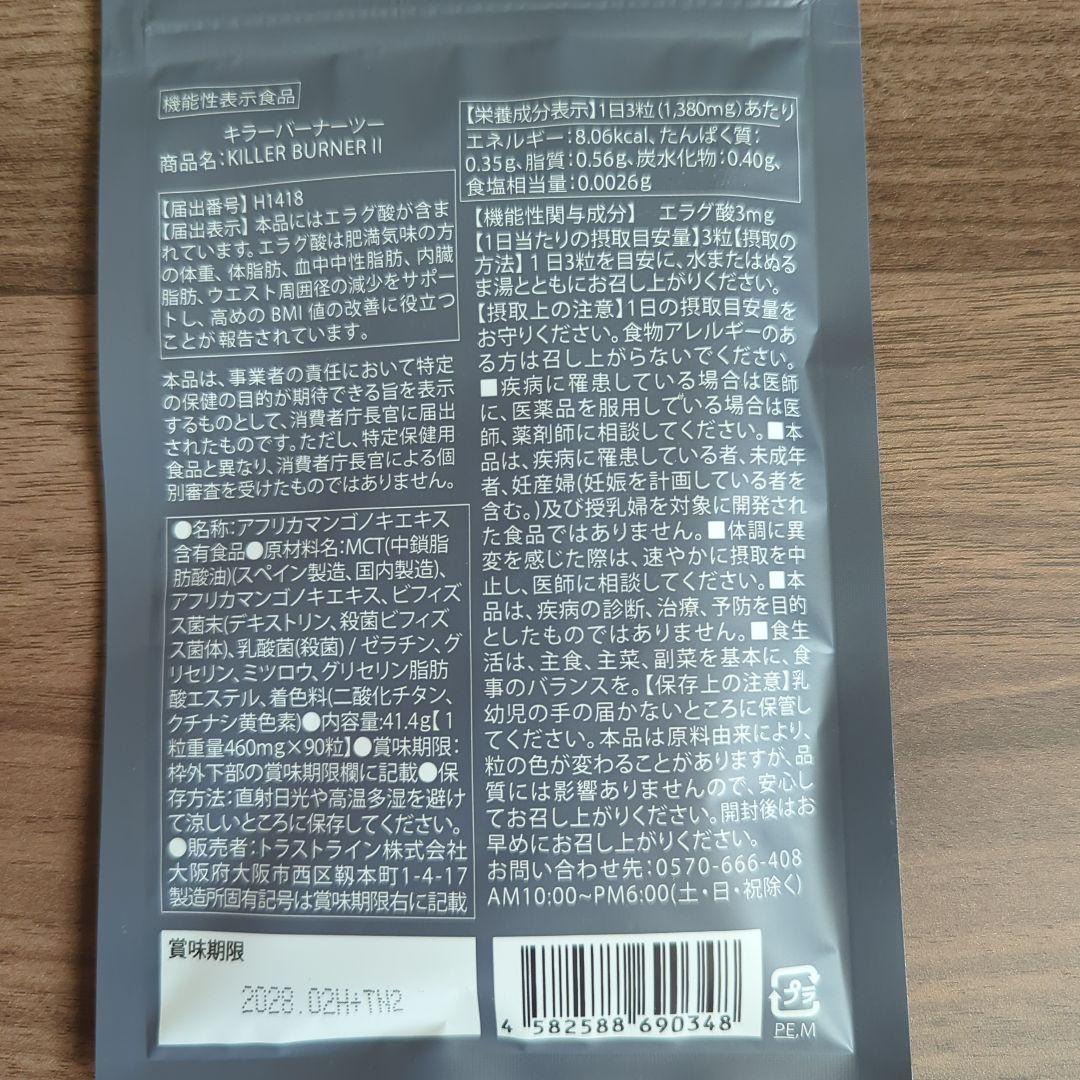 機能性表示食品
キラーバーナーツー
商品名:KILLER BURNER II
【届出番号】H1418
【届出表示】本品にはエラグ酸が含ま
れています。エラグ酸は肥満気味の方
の体重、体脂肪、血中中性脂肪、内臓
脂肪、ウエスト周囲径の減少をサポー
トし、高めのBMI値の改善に役立つ
ことが報告されています。
本品は、事業者の責任において特定
の保健の目的が期待できる旨を表示
するものとして、消費者庁長官に届出
されたものです。ただし、特定保健用
食品と異なり、消費者庁長官による個
別審査を受けたものではありません。
●名称:アフリカマンゴノキエキス
含有食品●原材料名:MCT(中鎖脂
肪酸油)(スペイン製造、国内製造)、
アフリカマンゴノキエキス、ビフィズ
ス菌末(デキストリン、殺菌ビフィズ
ス菌体)、乳酸菌(殺菌) / ゼラチン、グ
リセリン、ミツロウ、グリセリン脂肪
酸エステル、着色料(二酸化チタン、
クチナシ黄色素)●内容量:41.4g【1
粒重量460mg×90粒】●賞味期限:
枠外下部の賞味期限欄に記載●保
存方法:直射日光や高温多湿を避け
て涼しいところに保存してください。
●販売者:トラストライン株式会社
大阪府大阪市西区靱本町1-4-17
製造所固有記号は賞味期限右に記載
賞味期限
2028.02H+TW2
【栄養成分表示】1日3粒(1,380mg)あたり
エネルギー:8.06kcal、たんぱく質:
0.35g、脂質:0.56g、炭水化物:0.40g、
食塩相当量:0.0026g
【機能性関与成分】 エラグ酸3mg
【1日当たりの摂取目安量】3粒【摂取の
方法】1日3粒を目安に、水またはぬる
ま湯とともにお召し上がりください。
【摂取上の注意】1日の摂取目安量を
お守りください。食物アレルギーのあ
る方は召し上がらないでください。
■疾病に罹患している場合は医師
に、医薬品を服用している場合は医
師、薬剤師に相談してください。■本
品は、疾病に罹患している者、未成年
者、妊産婦(妊娠を計画している者を
含む。)及び授乳婦を対象に開発され
た食品ではありません。■体調に異
変を感じた際は、速やかに摂取を中
止し、医師に相談してください。■本
品は、疾病の診断、治療、予防を目的
としたものではありません。■食生
活は、主食、主菜、副菜を基本に、食
事のバランスを。【保存上の注意】乳
幼児の手の届かないところに保管し
てください。本品は原料由来により、
粒の色が変わることがありますが、品
質には影響ありませんので、安心し
てお召し上がりください。開封後はお
早めにお召し上がりください。
お問い合わせ先:0570-666-408
AM10:00~PM6:00(土・日・祝除く)
4 582588 690348
プラ
PE,M